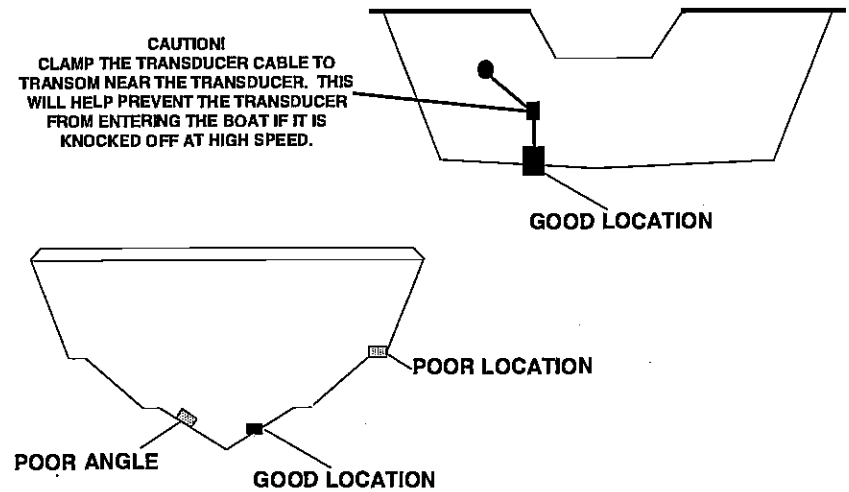 CAUTION!
CLAMP THE TRANSDUCER CABLE TO
TRANSOM NEAR THE TRANSDUCER. THIS
WILL HELP PREVENT THE TRANSDUCER
FROM ENTERING THE BOAT IF IT IS
KNOCKED OFF AT HIGH SPEED.
GOOD LOCATION
POOR LOCATION
POOR ANGLE
GOOD LOCATION